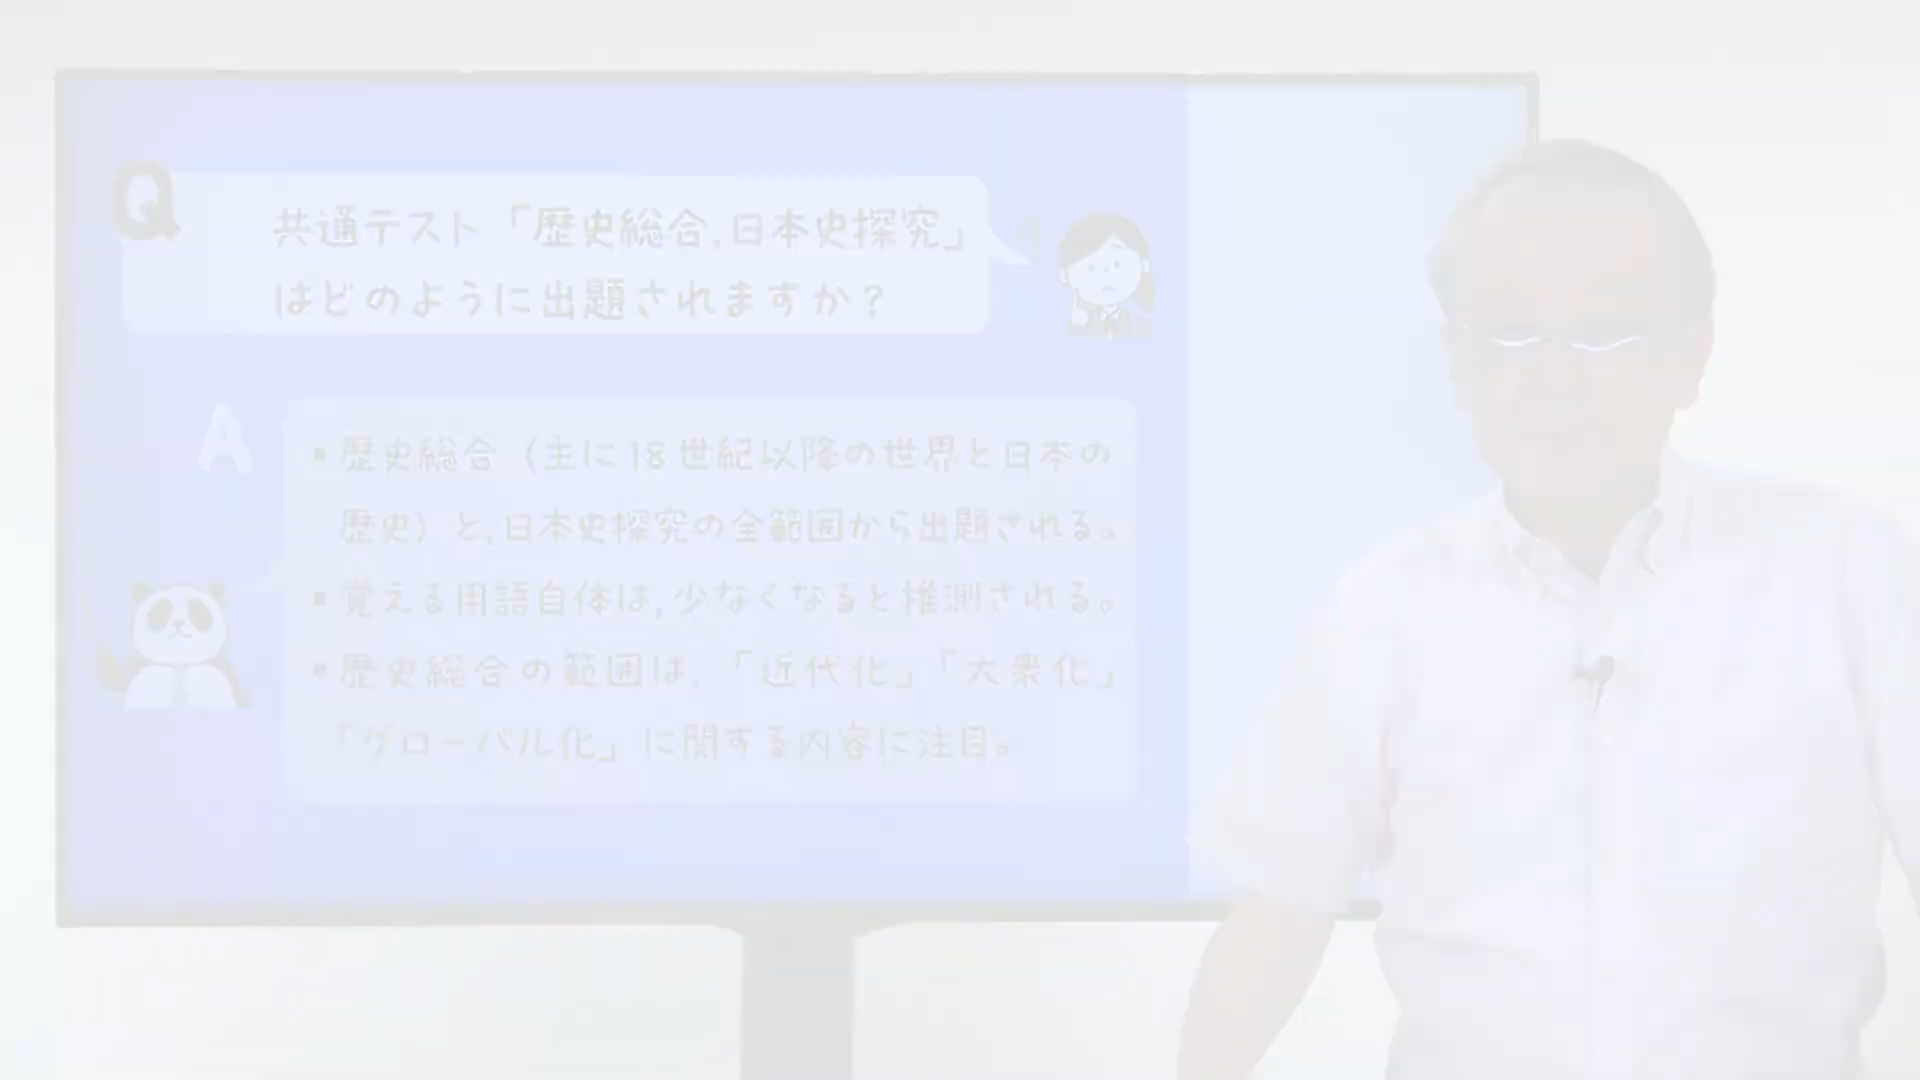 Q
共通テスト「歴史総合,日本史探究」
はどのように出題されますか？
A
▪歴史総合（主に18世紀以降の世界と日本の
歴史）と,日本史探究の全範囲から出題される。
▪覚える用語自体は,少なくなると推測される。
▪歴史総合の範囲は、「近代化」「大衆化」
「グローバル化」に関する内容に注目。